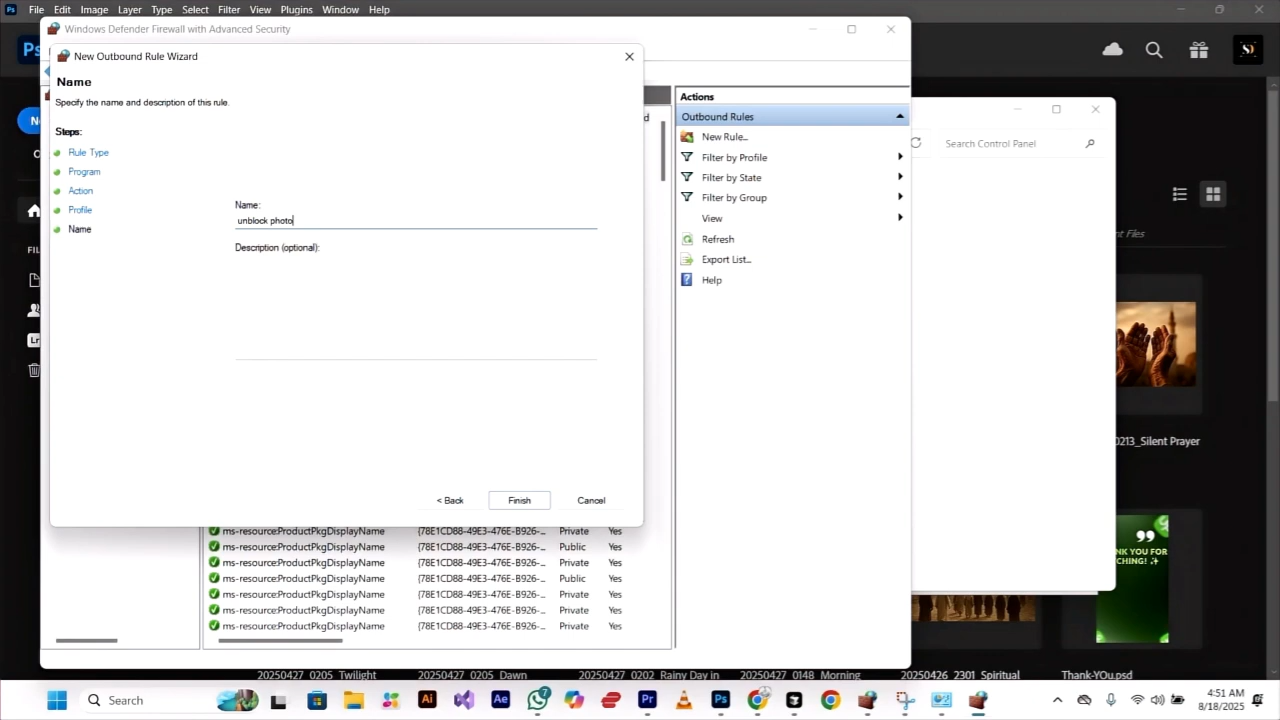 File Edit Image Layer Type Select Filter View Plugins Window Help
Windows Defender Firewall with Advanced Security
New Outbound Rule Wizard
Name
Specify the name and description of this rule.
Steps:
Rule Type
Program
Action
Profile
Name
Name:
unblock photo
Description (optional):
< Back Finish Cancel
Actions
Outbound Rules
New Rule...
Filter by Profile
Filter by State
Filter by Group
View
Refresh
Export List...
Help
Search Control Panel
ms-resource:ProductPkgDisplayName {78E1CD88-49E3-476E-B926-... Private Yes
ms-resource:ProductPkgDisplayName {78E1CD88-49E3-476E-B926-... Public Yes
ms-resource:ProductPkgDisplayName {78E1CD88-49E3-476E-B926-... Private Yes
ms-resource:ProductPkgDisplayName {78E1CD88-49E3-476E-B926-... Public Yes
ms-resource:ProductPkgDisplayName {78E1CD88-49E3-476E-B926-... Private Yes
ms-resource:ProductPkgDisplayName {78E1CD88-49E3-476E-B926-... Private Yes
ms-resource:ProductPkgDisplayName {78E1CD88-49E3-476E-B926-... Private Yes
Files
0213_Silent Prayer
NK YOU FOR
CHING!
20250427_0205_Twilight 20250427_0205_Dawn 20250427_0202_Rainy Day in 20250427_0148_Morning 20250426_2301_Spiritual Thank-YOU.psd
Search
7
4:51 AM
8/18/2025